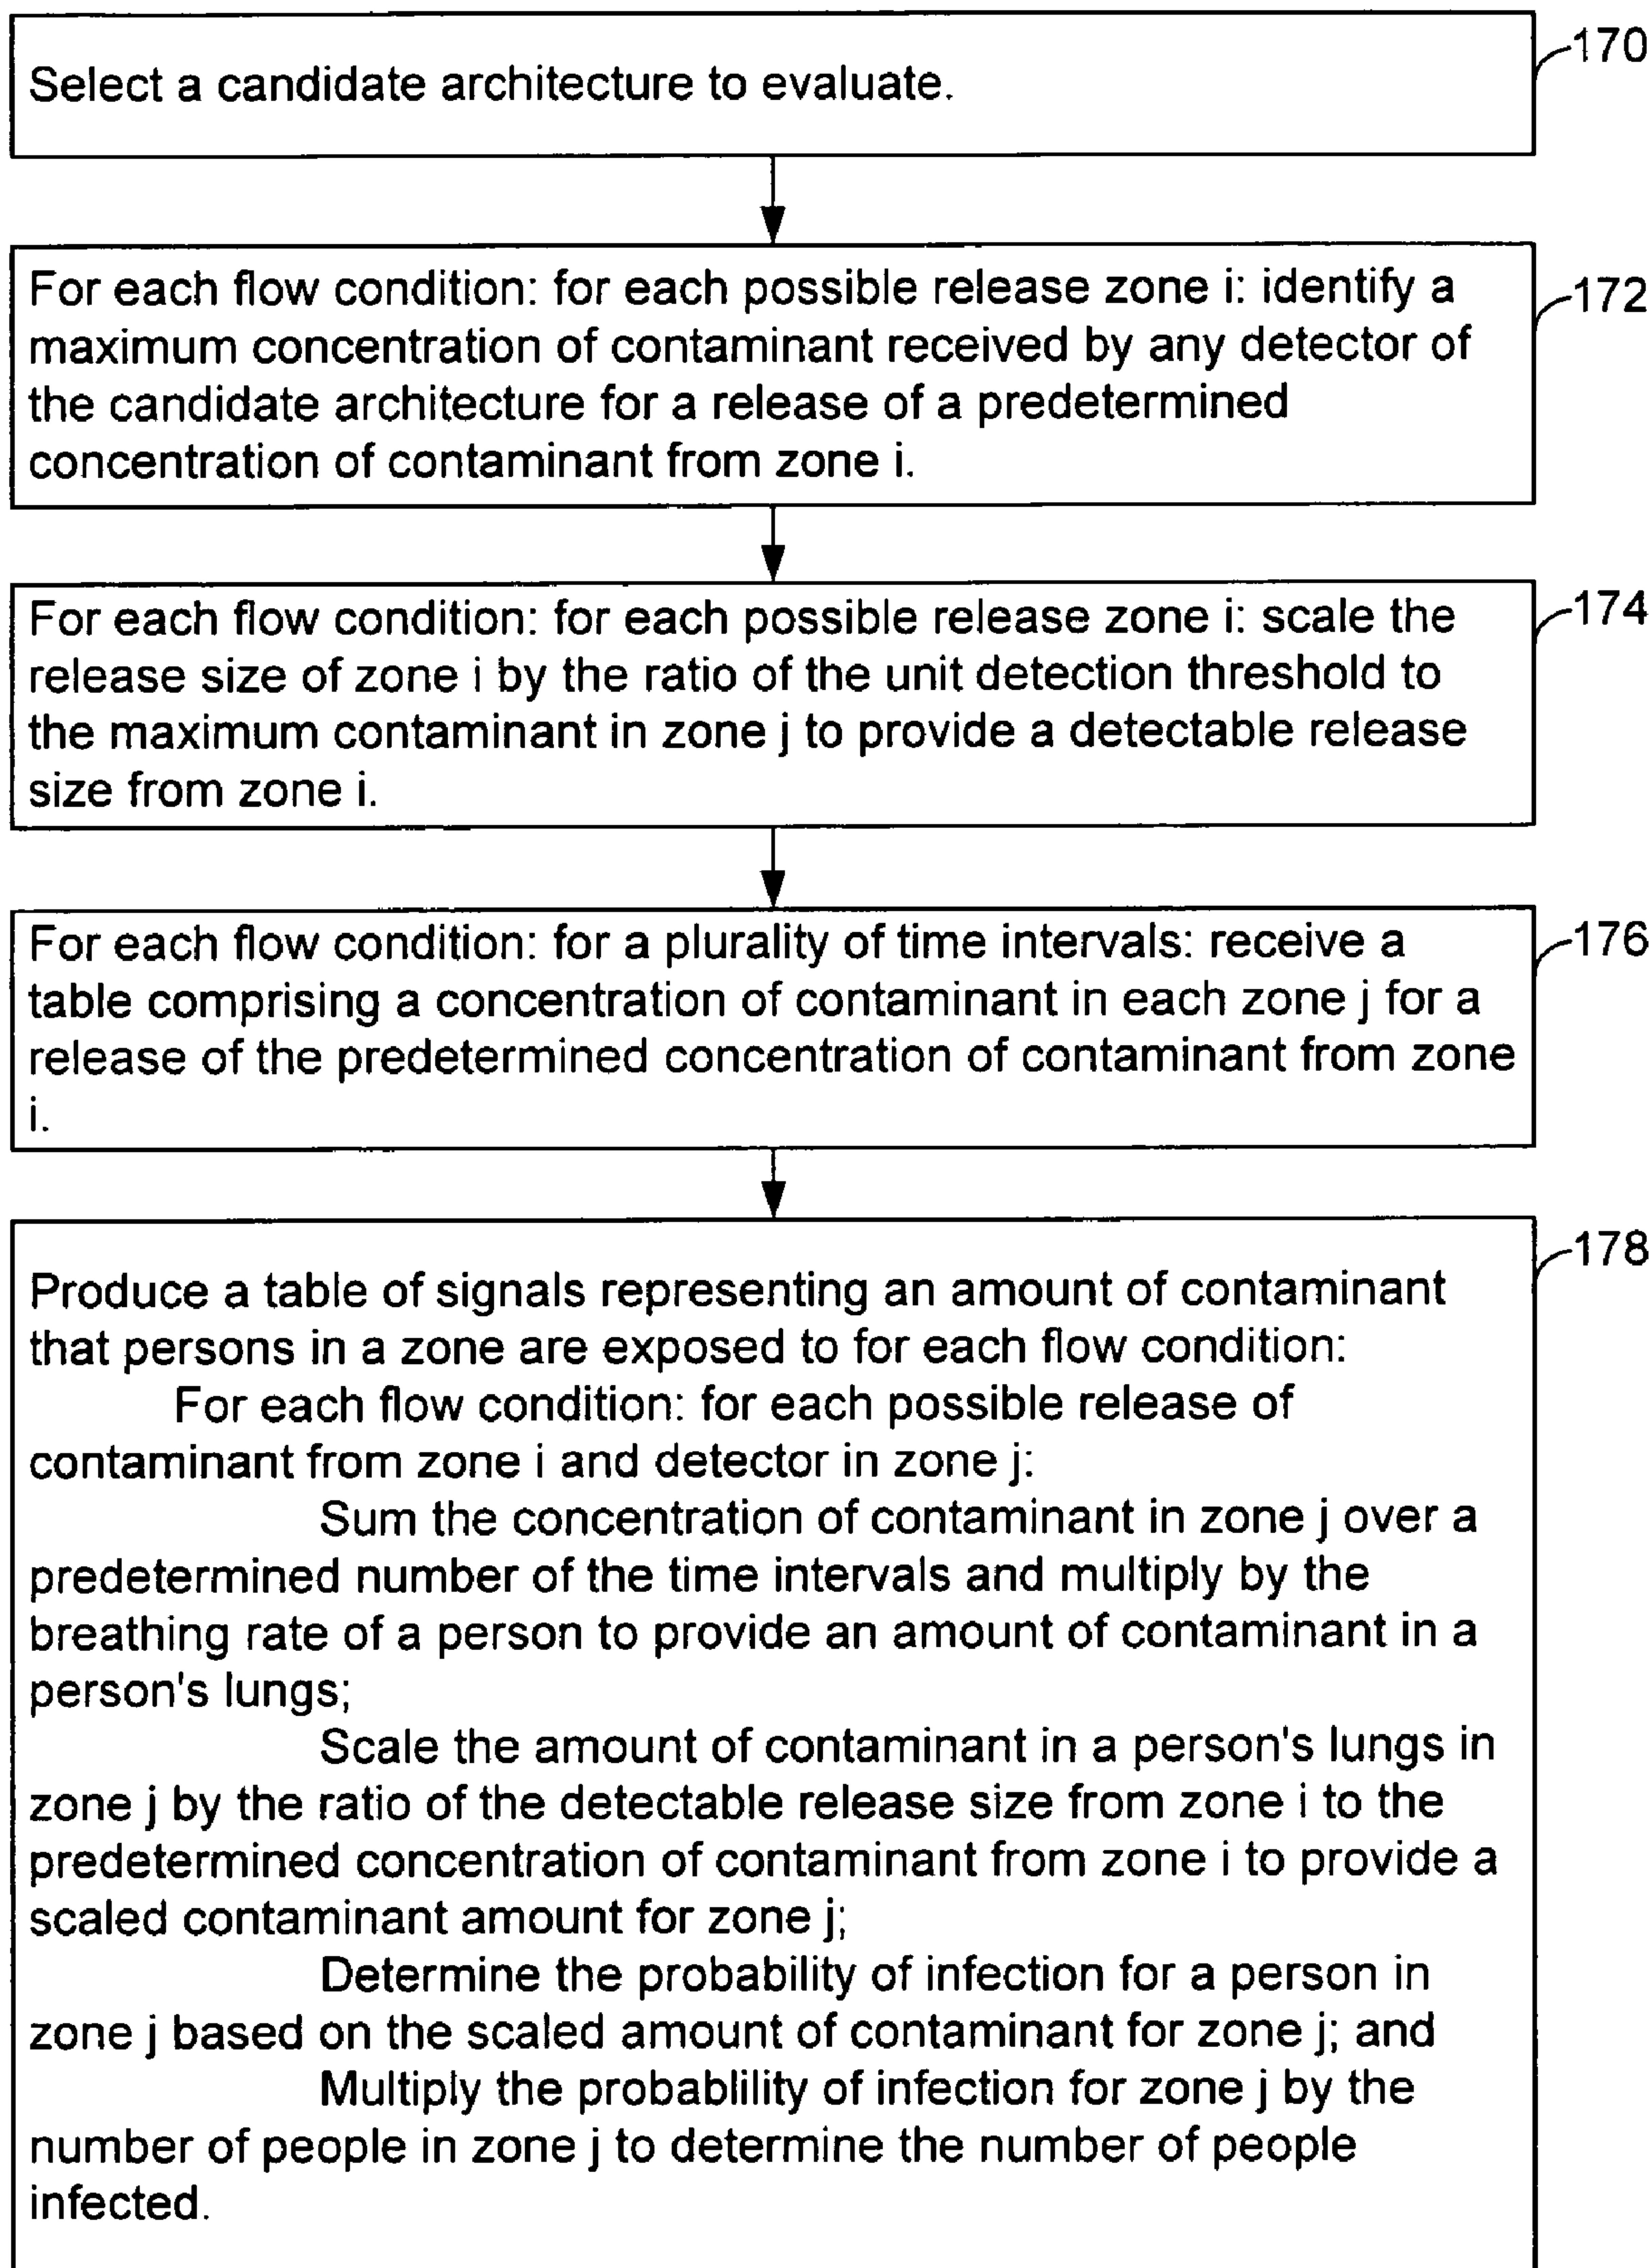 Select a candidate architecture to evaluate.
170
For each flow condition: for each possible release zone i: identify a
maximum concentration of contaminant received by any detector of
the candidate architecture for a release of a predetermined
concentration of contaminant from zone i.
172
For each flow condition: for each possible release zone i: scale the
release size of zone i by the ratio of the unit detection threshold to
the maximum contaminant in zone j to provide a detectable release
size from zone i.
174
For each flow condition: for a plurality of time intervals: receive a
table comprising a concentration of contaminant in each zone j for a
release of the predetermined concentration of contaminant from zone
i.
176
Produce a table of signals representing an amount of contaminant
that persons in a zone are exposed to for each flow condition:
For each flow condition: for each possible release of
contaminant from zone i and detector in zone j:
Sum the concentration of contaminant in zone j over a
predetermined number of the time intervals and multiply by the
breathing rate of a person to provide an amount of contaminant in a
person's lungs;
Scale the amount of contaminant in a person's lungs in
zone j by the ratio of the detectable release size from zone i to the
predetermined concentration of contaminant from zone i to provide a
scaled contaminant amount for zone j;
Determine the probability of infection for a person in
zone j based on the scaled amount of contaminant for zone j; and
Multiply the probablility of infection for zone j by the
number of people in zone j to determine the number of people
infected.
178